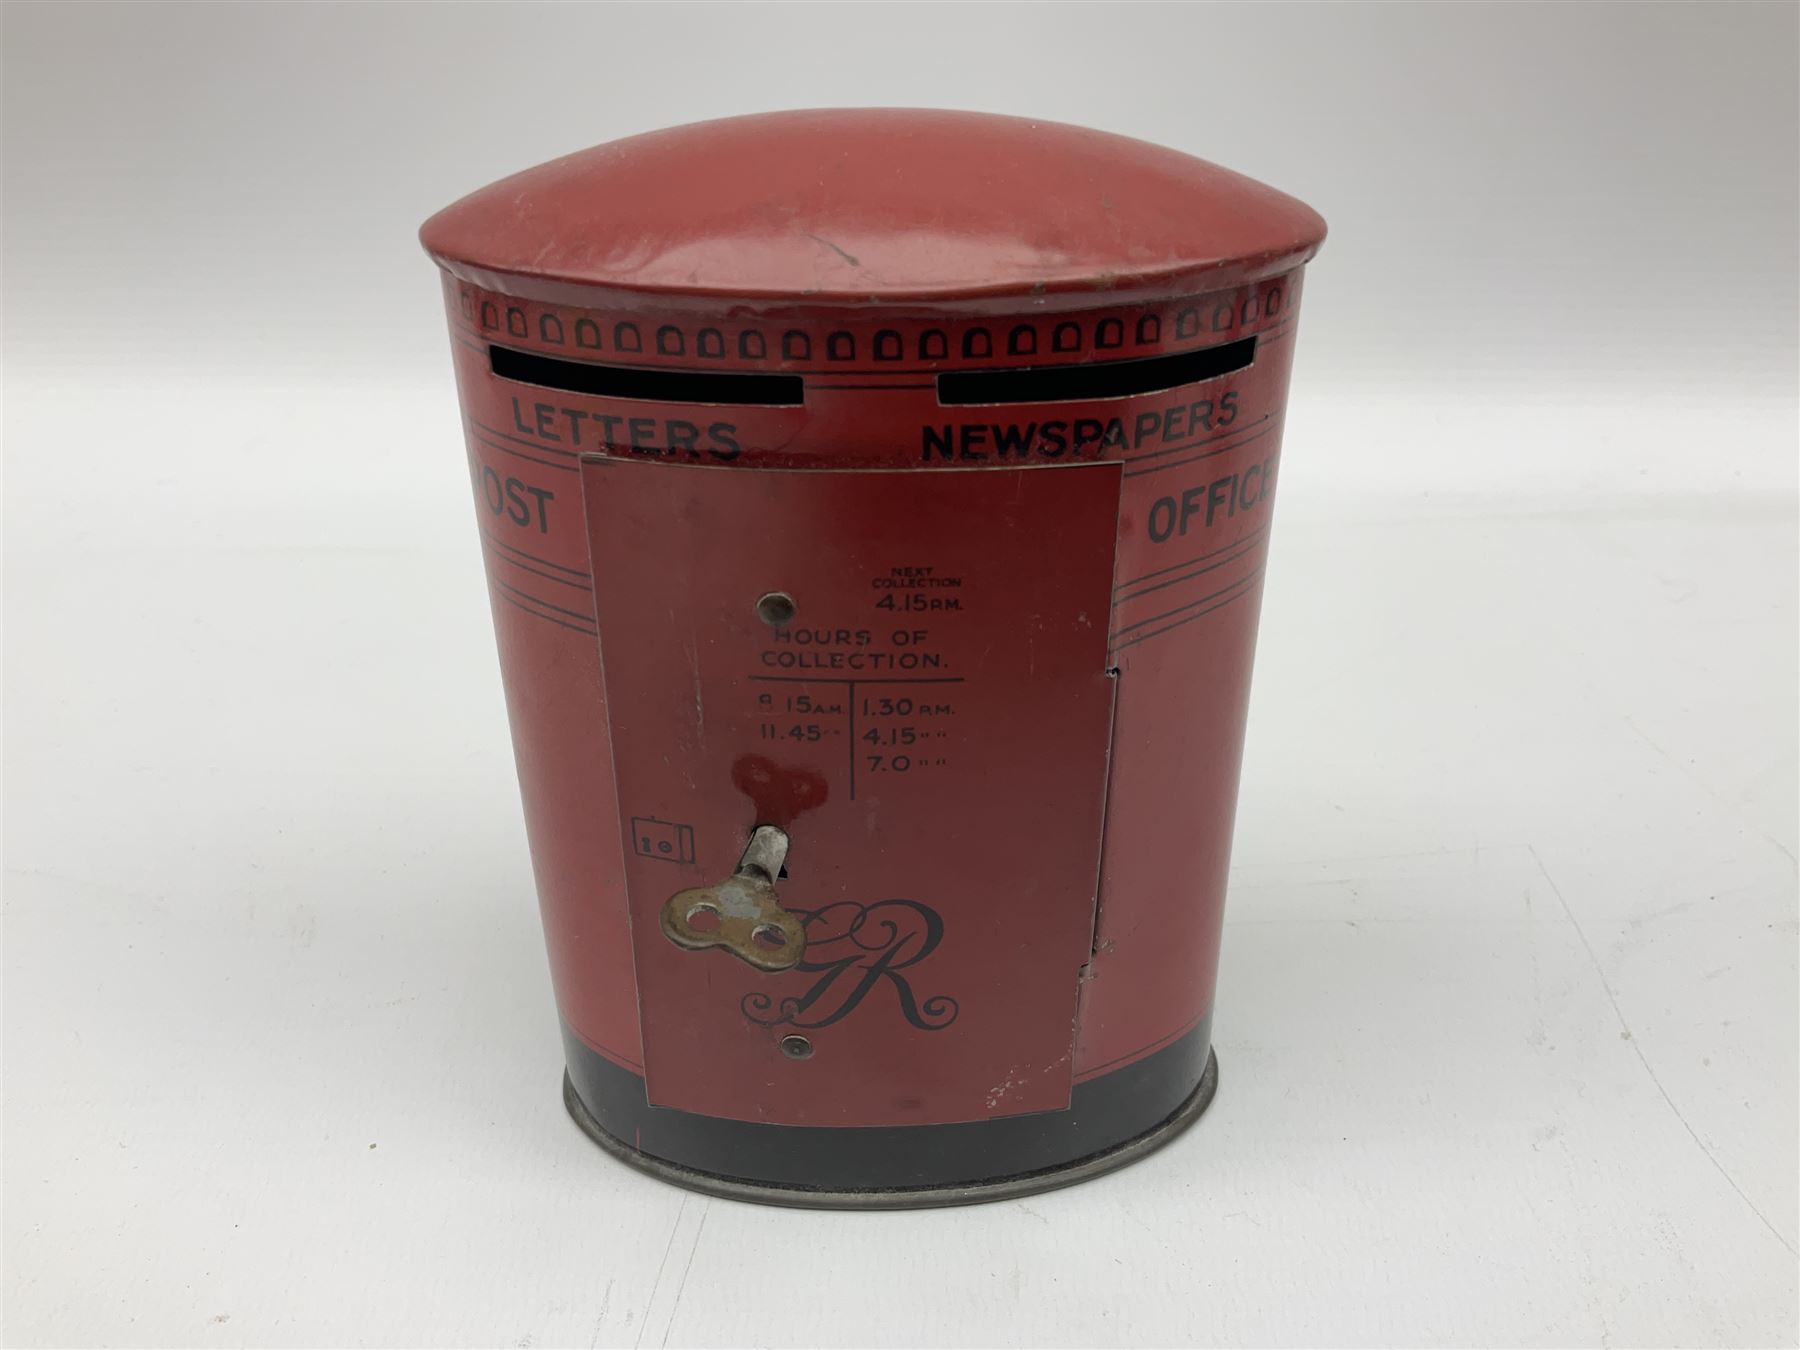 LETTERS NEWSPAPERS
POST OFFICE
NEXT
COLLECTION
4.15 P.M.
HOURS OF
COLLECTION.
8 15 A.M. 1.30 P.M.
11.45 " " 4.15 " "
7.0 " "
GR